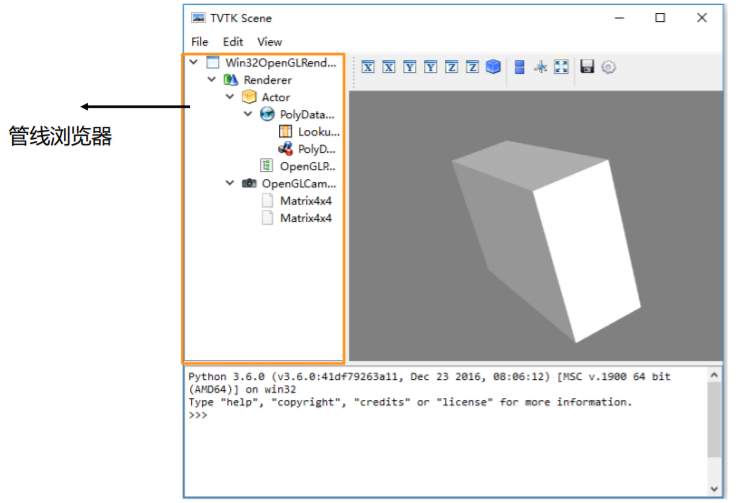 TVTK Scene
File Edit View
Win32OpenGLRend...
Renderer
Actor
PolyData...
Looku...
PolyD...
OpenGLP...
OpenGLCam...
Matrix4x4
Matrix4x4
X X Y Y Z Z
管线浏览器
Python 3.6.0 (v3.6.0:41df79263a11, Dec 23 2016, 08:06:12) [MSC v.1900 64 bit
(AMD64)] on win32
Type "help", "copyright", "credits" or "license" for more information.
>>>